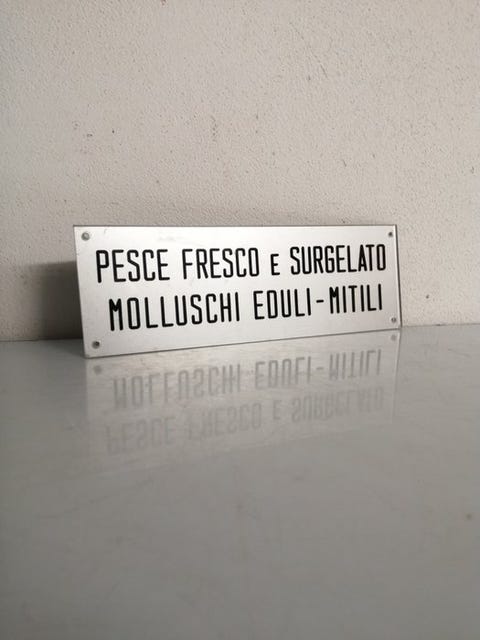 PESCE FRESCO E SURGELATO
MOLLUSCHI EDULI-MITILI